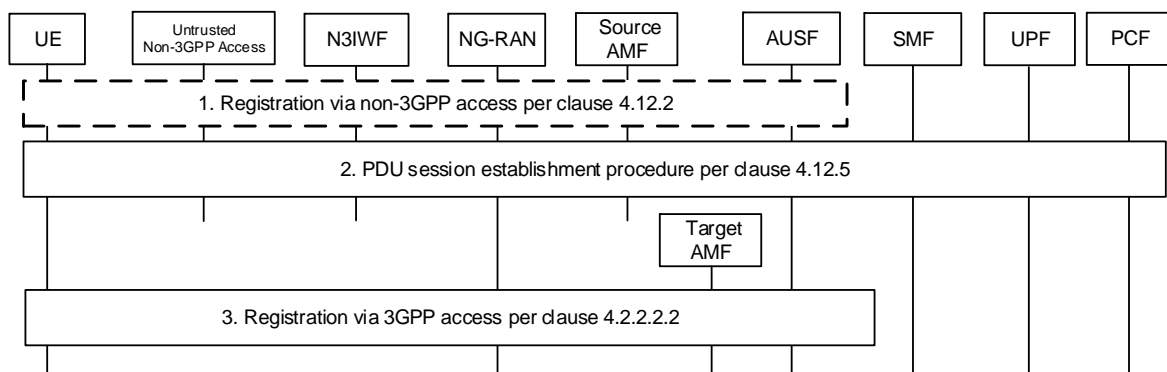 UE
Untrusted
Non-3GPP Access
N3IWF
NG-RAN
Source
AMF
AUSF
SMF
UPF
PCF
1. Registration via non-3GPP access per clause 4.12.2
2. PDU session establishment procedure per clause 4.12.5
Target
AMF
3. Registration via 3GPP access per clause 4.2.2.2.2